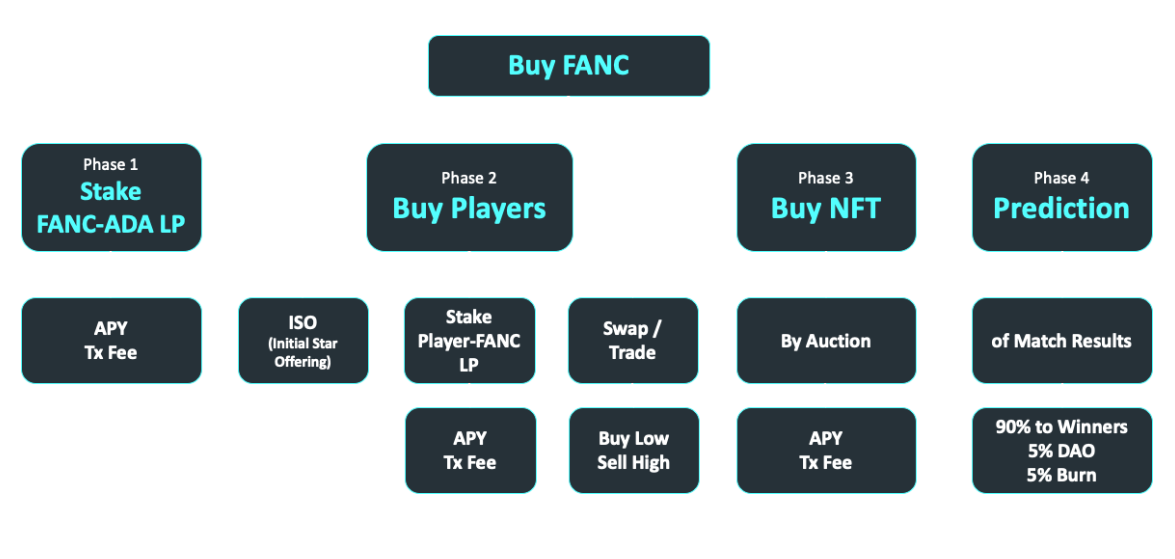 Buy FANC
Phase 1
Stake
FANC-ADA LP
Phase 2
Buy Players
Phase 3
Buy NFT
Phase 4
Prediction
APY
Tx Fee
ISO
(Initial Star
Offering)
Stake
Player-FANC
LP
Swap /
Trade
By Auction
of Match Results
APY
Tx Fee
Buy Low
Sell High
APY
Tx Fee
90% to Winners
5% DAO
5% Burn